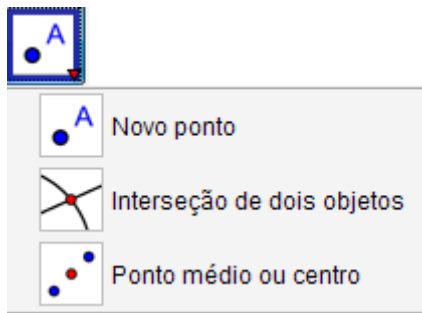 A
A
Novo ponto
Interseção de dois objetos
Ponto médio ou centro